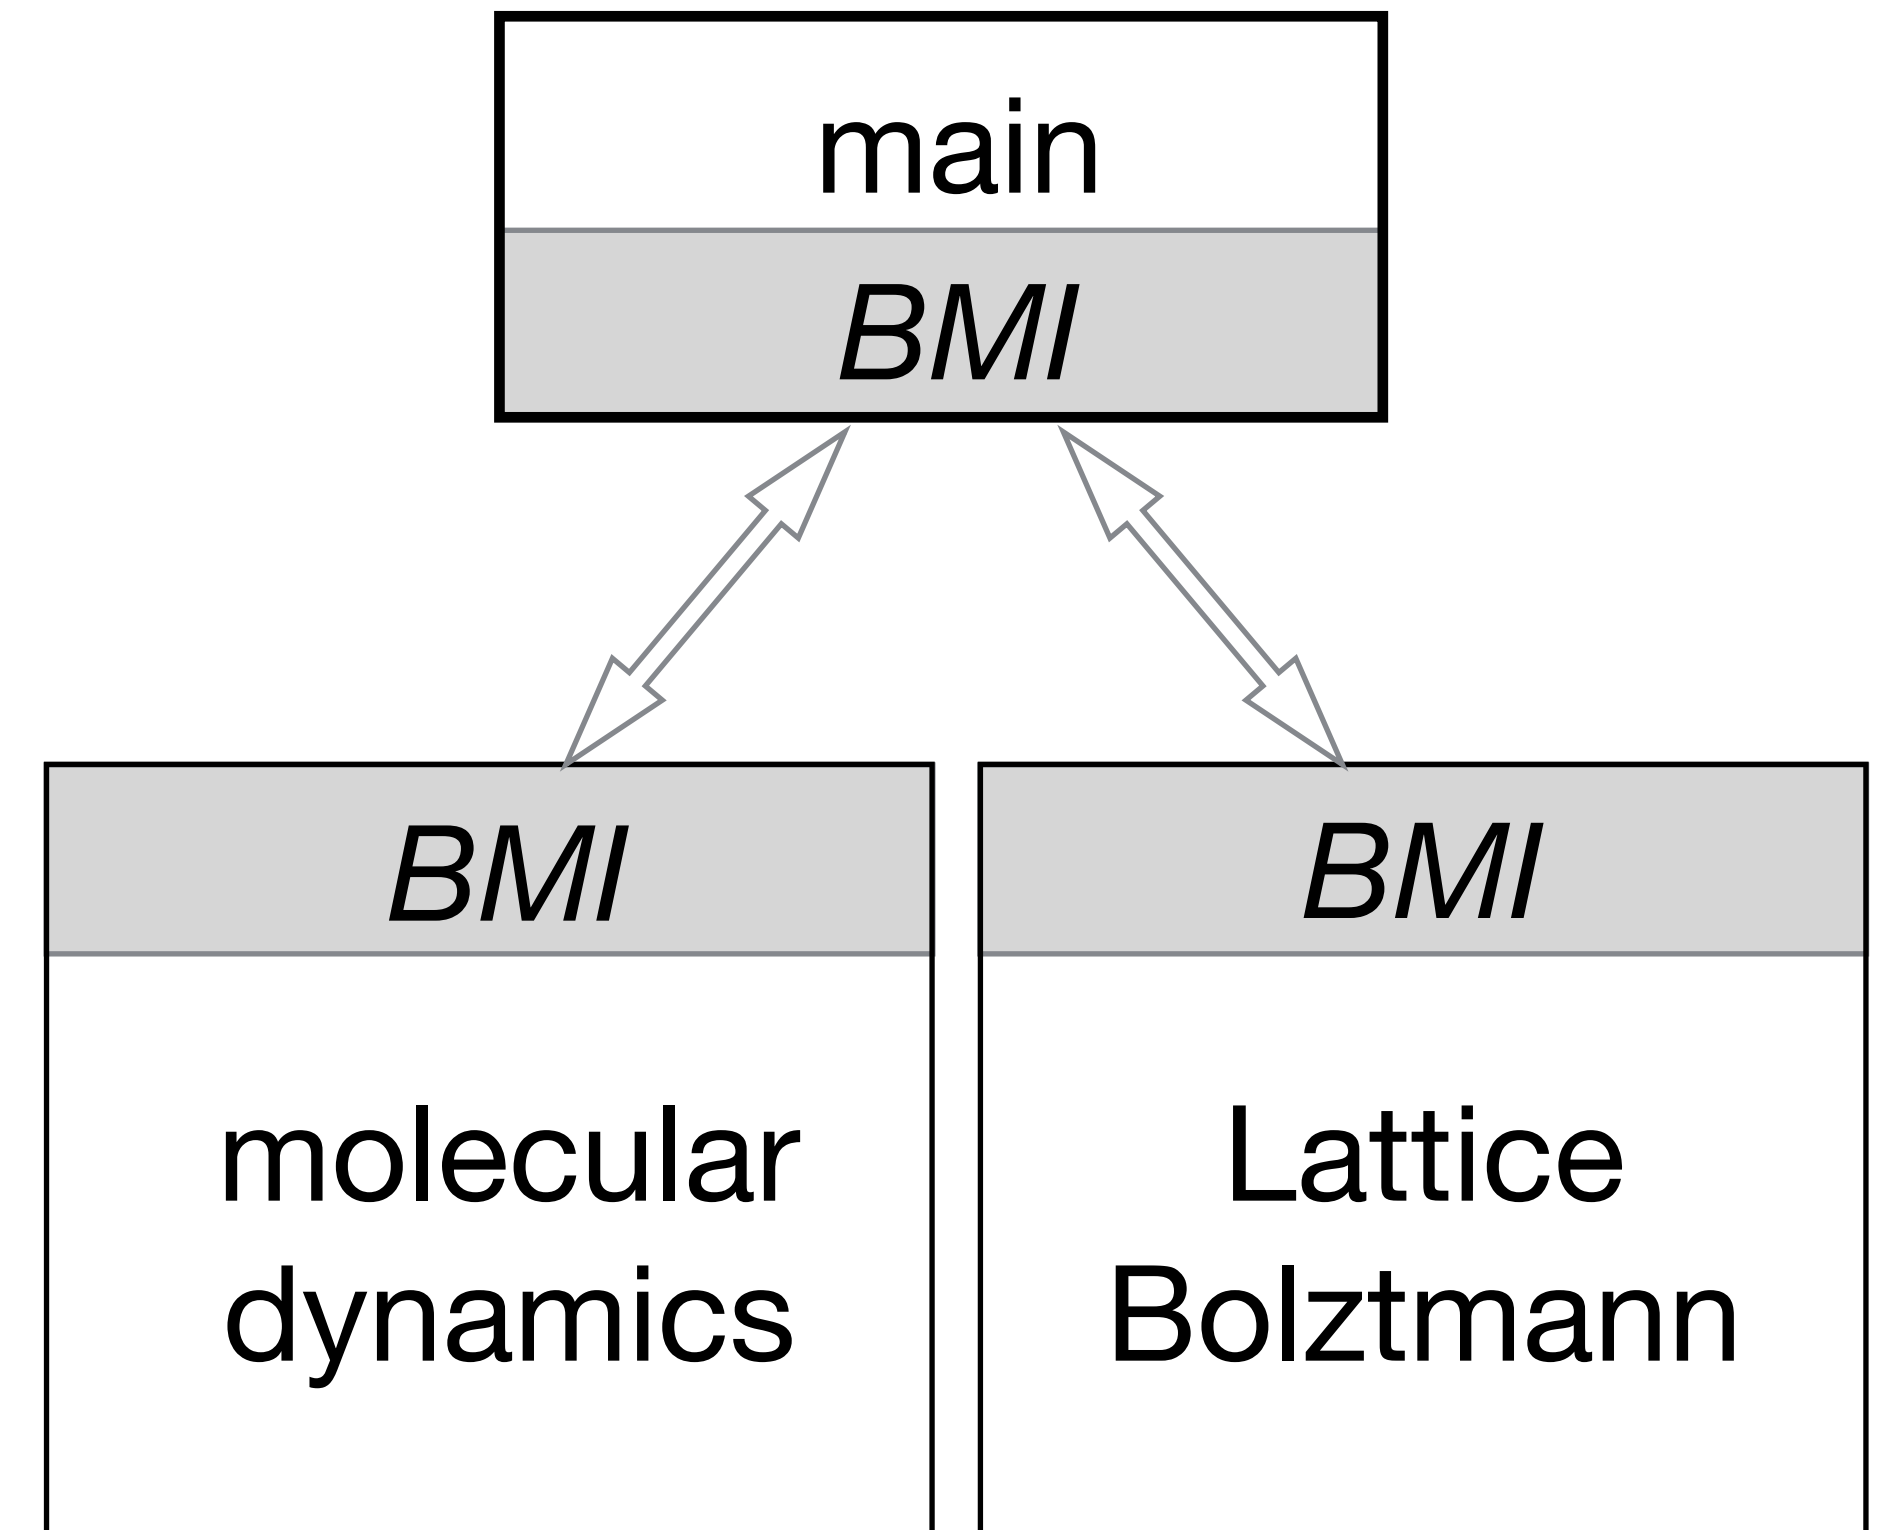 main
BMI
BMI
BMI
molecular
dynamics
Lattice
Bolztmann